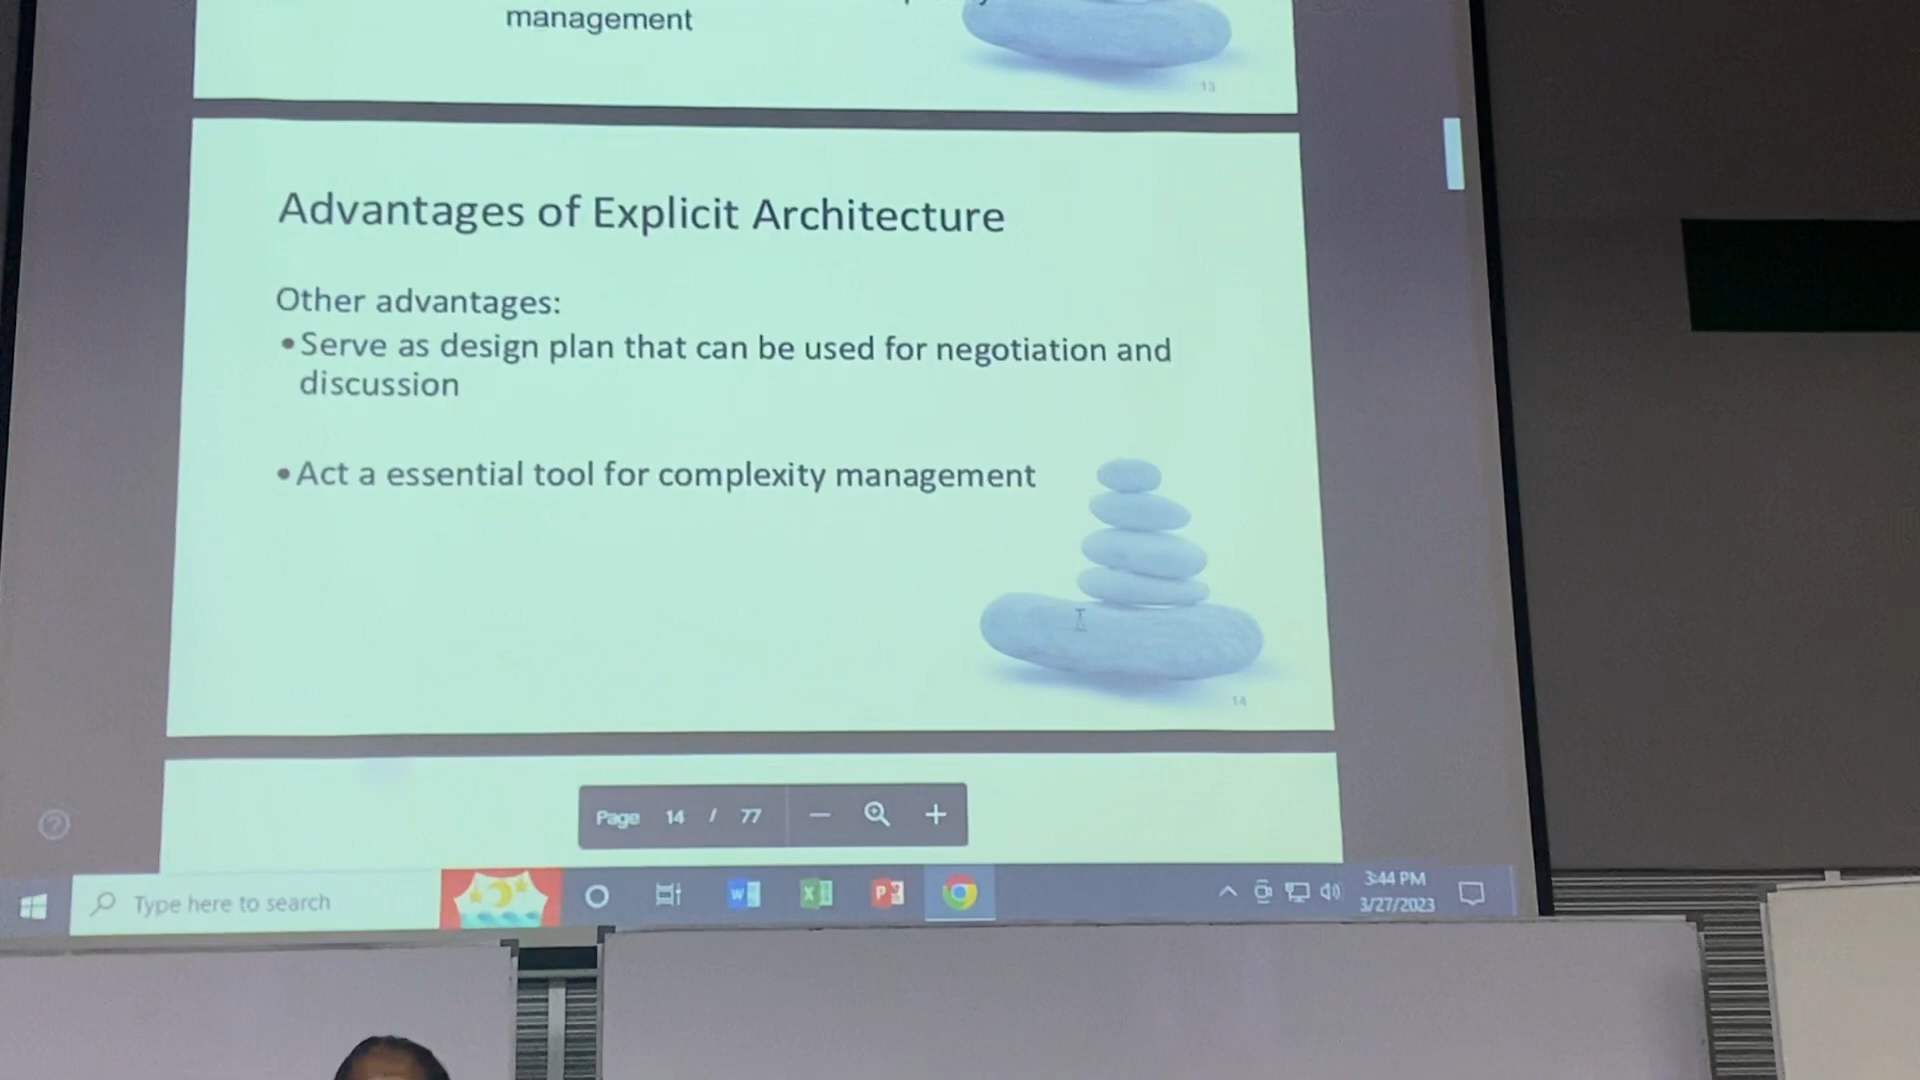 management
13
Advantages of Explicit Architecture
Other advantages:
•Serve as design plan that can be used for negotiation and
discussion
•Act a essential tool for complexity management
14
Page 14 / 77
Type here to search
3:44 PM
3/27/2023